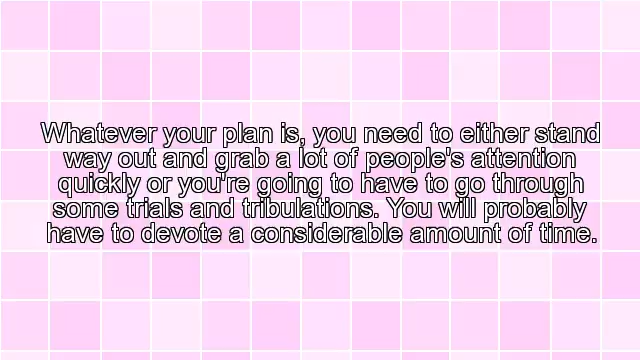 Whatever your plan is, you need to either stand
way out and grab a lot of people's attention
quickly or you're going to have to go through
some trials and tribulations. You will probably
have to devote a considerable amount of time.